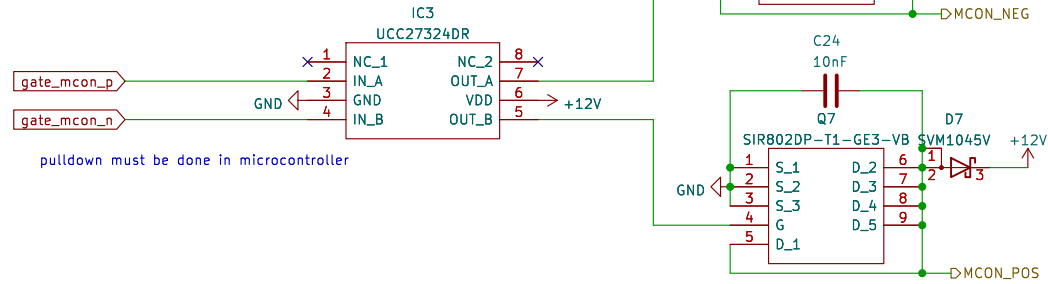 MCON_NEG
IC3
UCC27324DR
1 NC_1 NC_2 8
gate_mcon_p 2 IN_A OUT_A 7
GND 3 GND VDD 6 +12V
gate_mcon_n 4 IN_B OUT_B 5
pulldown must be done in microcontroller
C24
10nF
Q7 D7
SIR802DP-T1-GE3-VB SVM1045V +12V
1 S_1 D_2 6 1
GND 2 S_2 D_3 7 2 3
3 S_3 D_4 8
4 G D_5 9
5 D_1
MCON_POS